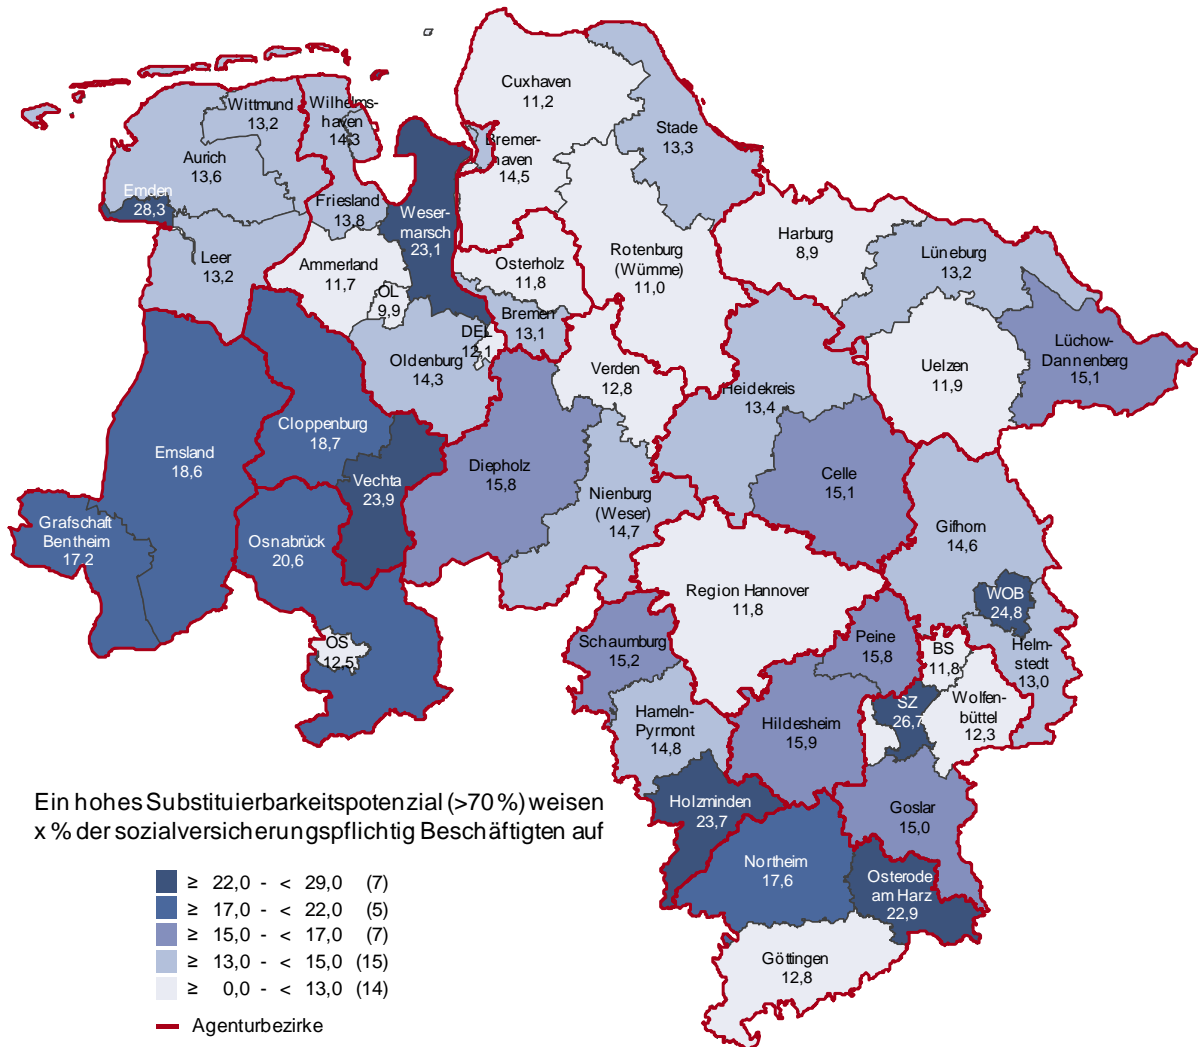 Cuxhaven
11,2
Wittmund
13,2
Wilhelms-
haven
14,3
Stade
13,3
Bremer-
haven
14,5
Aurich
13,6
Emden
28,3
Friesland
13,8
Weser-
marsch
23,1
Harburg
8,9
Rotenburg
(Wümme)
11,0
Lüneburg
13,2
Leer
13,2
Ammerland
11,7
Osterholz
11,8
OL
9,9
Bremen
13,1
DEL
12,1
Lüchow-
Dannenberg
15,1
Oldenburg
14,3
Verden
12,8
Uelzen
11,9
Heidekreis
13,4
Cloppenburg
18,7
Emsland
18,6
Diepholz
15,8
Celle
15,1
Vechta
23,9
Nienburg
(Weser)
14,7
Grafschaft
Bentheim
17,2
Osnabrück
20,6
Gifhorn
14,6
Region Hannover
11,8
WOB
24,8
OS
12,5
Schaumburg
15,2
Peine
15,8
BS
11,8
Helm-
stedt
13,0
SZ
26,7
Wolfen-
büttel
12,3
Hameln-
Pyrmont
14,8
Hildesheim
15,9
Holzminden
23,7
Goslar
15,0
Northeim
17,6
Osterode
am Harz
22,9
Göttingen
12,8
Ein hohes Substituierbarkeitspotenzial (>70 %) weisen
x % der sozialversicherungspflichtig Beschäftigten auf
≥ 22,0 - < 29,0 (7)
≥ 17,0 - < 22,0 (5)
≥ 15,0 - < 17,0 (7)
≥ 13,0 - < 15,0 (15)
≥ 0,0 - < 13,0 (14)
Agenturbezirke